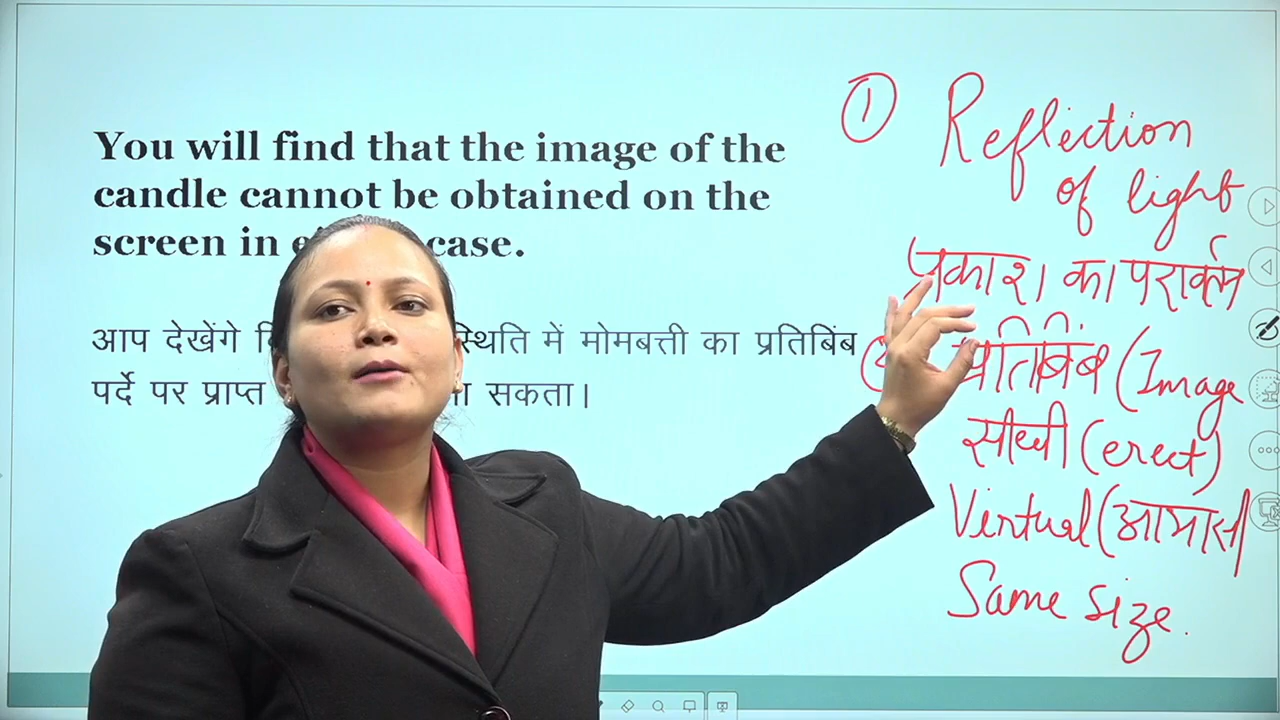 You will find that the image of the
candle cannot be obtained on the
screen in case.
आप देखेंगे स्थिति में मोमबत्ती का प्रतिबिंब
पर्दे पर प्राप्त सकता।
①
Reflection
of light
प्रकाश का परावर्तन
प्रतिबिंब (Image
सीधी (erect)
Virtual (आभासी
Same size.